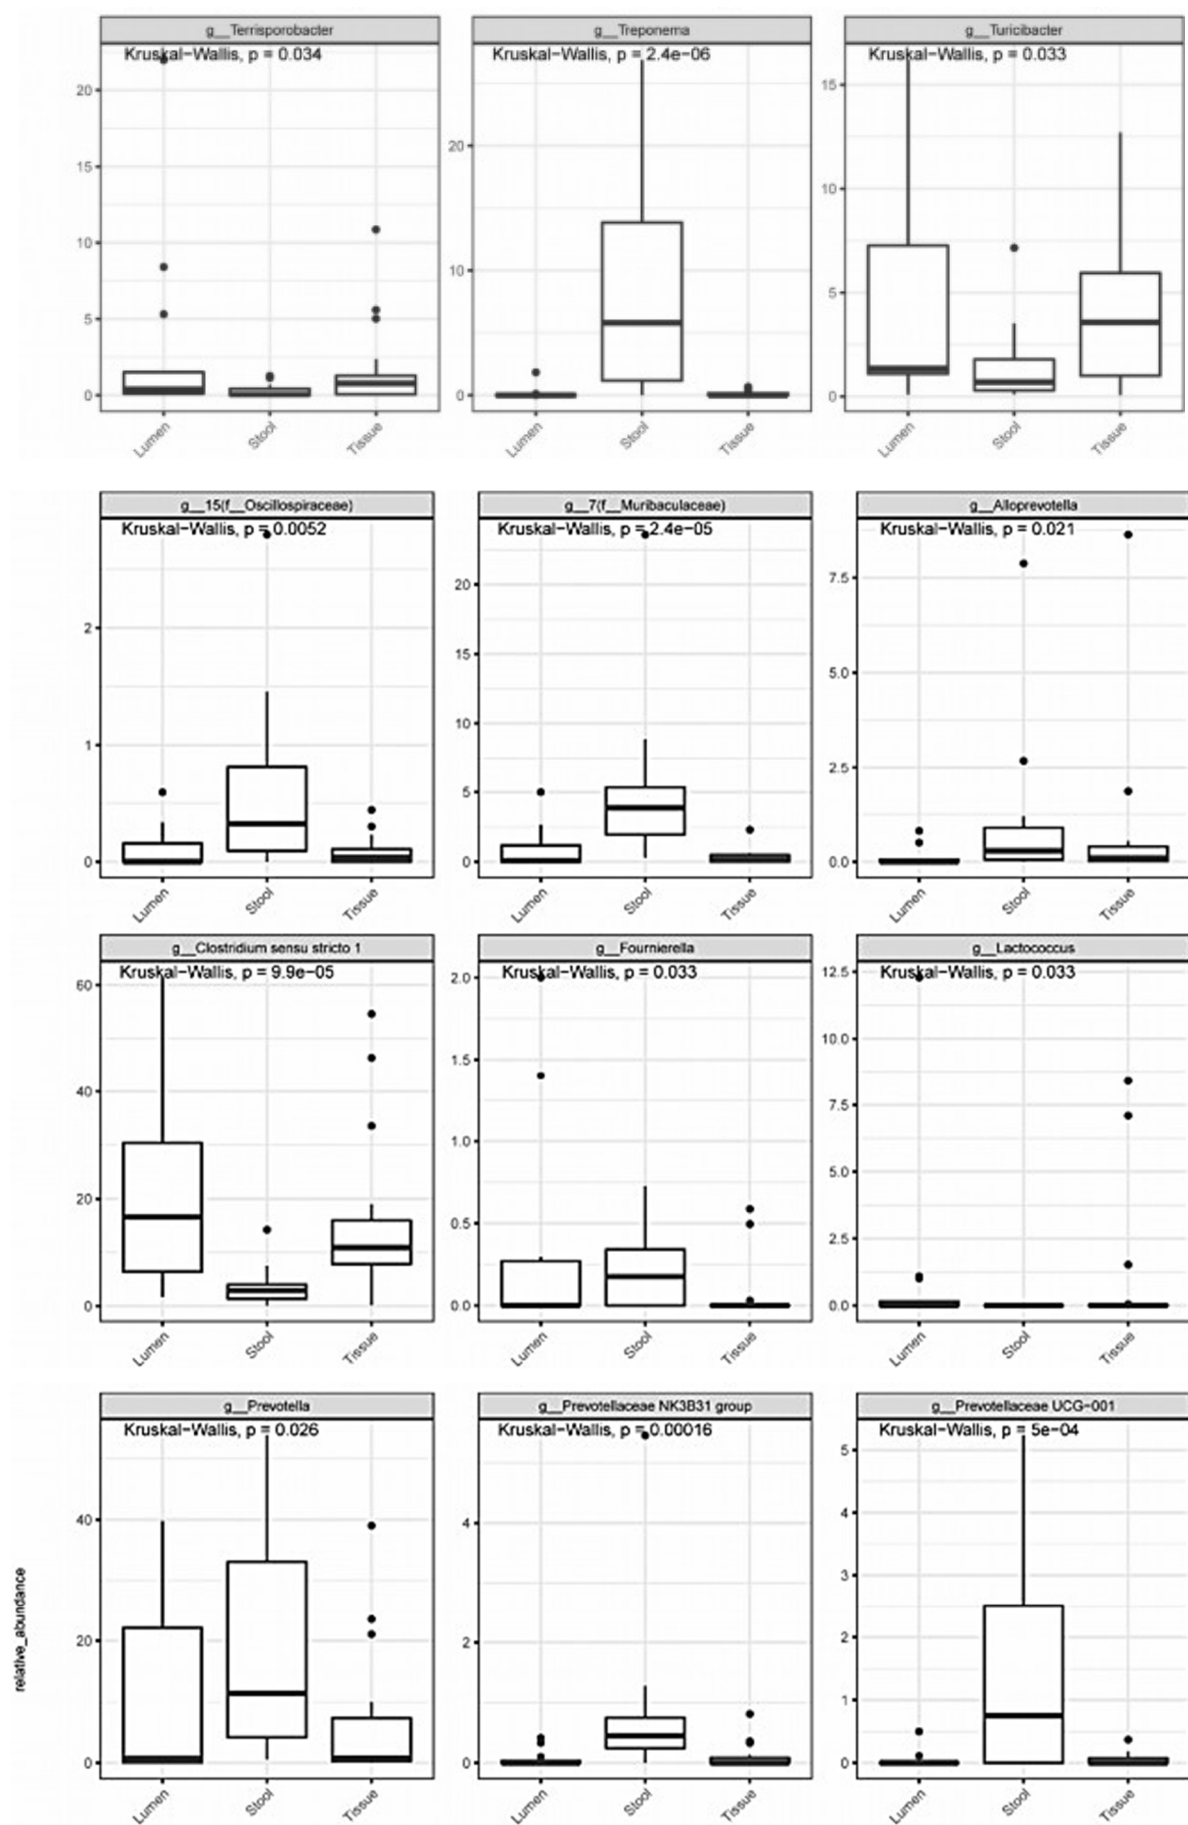 g__Terrisporobacter
g__Treponema
g__Turicibacter
Kruskal-Wallis, p = 0.034
Kruskal-Wallis, p = 2.4e-06
Kruskal-Wallis, p = 0.033
20
15
10
5
0
20
10
0
15
10
5
0
Lumen
Stool
Tissue
Lumen
Stool
Tissue
Lumen
Stool
Tissue
g__15(f__Oscillospiraceae)
g__7(f__Muribaculaceae)
g__Alloprevotella
Kruskal-Wallis, p = 0.0052
Kruskal-Wallis, p = 2.4e-05
Kruskal-Wallis, p = 0.021
2
1
0
20
15
10
5
0
7.5
5.0
2.5
0.0
Lumen
Stool
Tissue
Lumen
Stool
Tissue
Lumen
Stool
Tissue
g__Clostridium sensu stricto 1
g__Fournierella
g__Lactococcus
Kruskal-Wallis, p = 9.9e-05
Kruskal-Wallis, p = 0.033
Kruskal-Wallis, p = 0.033
60
40
20
0
2.0
1.5
1.0
0.5
0.0
12.5
10.0
7.5
5.0
2.5
0.0
Lumen
Stool
Tissue
Lumen
Stool
Tissue
Lumen
Stool
Tissue
g__Prevotella
g__Prevotellaceae NK3B31 group
g__Prevotellaceae UCG-001
Kruskal-Wallis, p = 0.026
Kruskal-Wallis, p = 0.00016
Kruskal-Wallis, p = 5e-04
40
20
0
4
2
0
5
4
3
2
1
0
relative_abundance
Lumen
Stool
Tissue
Lumen
Stool
Tissue
Lumen
Stool
Tissue